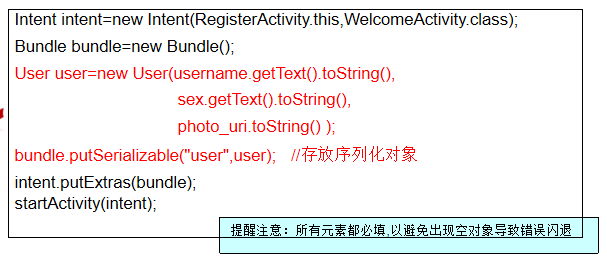 Intent intent=new Intent(RegisterActivity.this,WelcomeActivity.class);
Bundle bundle=new Bundle();
User user=new User(username.getText().toString(),
sex.getText().toString(),
photo_uri.toString() );
bundle.putSerializable("user",user);   //存放序列化对象
intent.putExtras(bundle);
startActivity(intent);
提醒注意：所有元素都必填,以避免出现空对象导致错误闪退